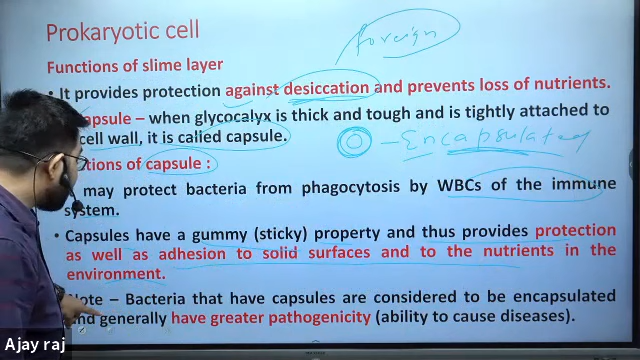 Prokaryotic cell
foreign
Functions of slime layer
• It provides protection against desiccation and prevents loss of nutrients.
apsule – when glycocalyx is thick and tough and is tightly attached to
cell wall, it is called capsule.
Encapsulated
tions of capsule :
may protect bacteria from phagocytosis by WBCs of the immune
system.
• Capsules have a gummy (sticky) property and thus provides protection
as well as adhesion to solid surfaces and to the nutrients in the
environment.
Note – Bacteria that have capsules are considered to be encapsulated
and generally have greater pathogenicity (ability to cause diseases).
Ajay raj